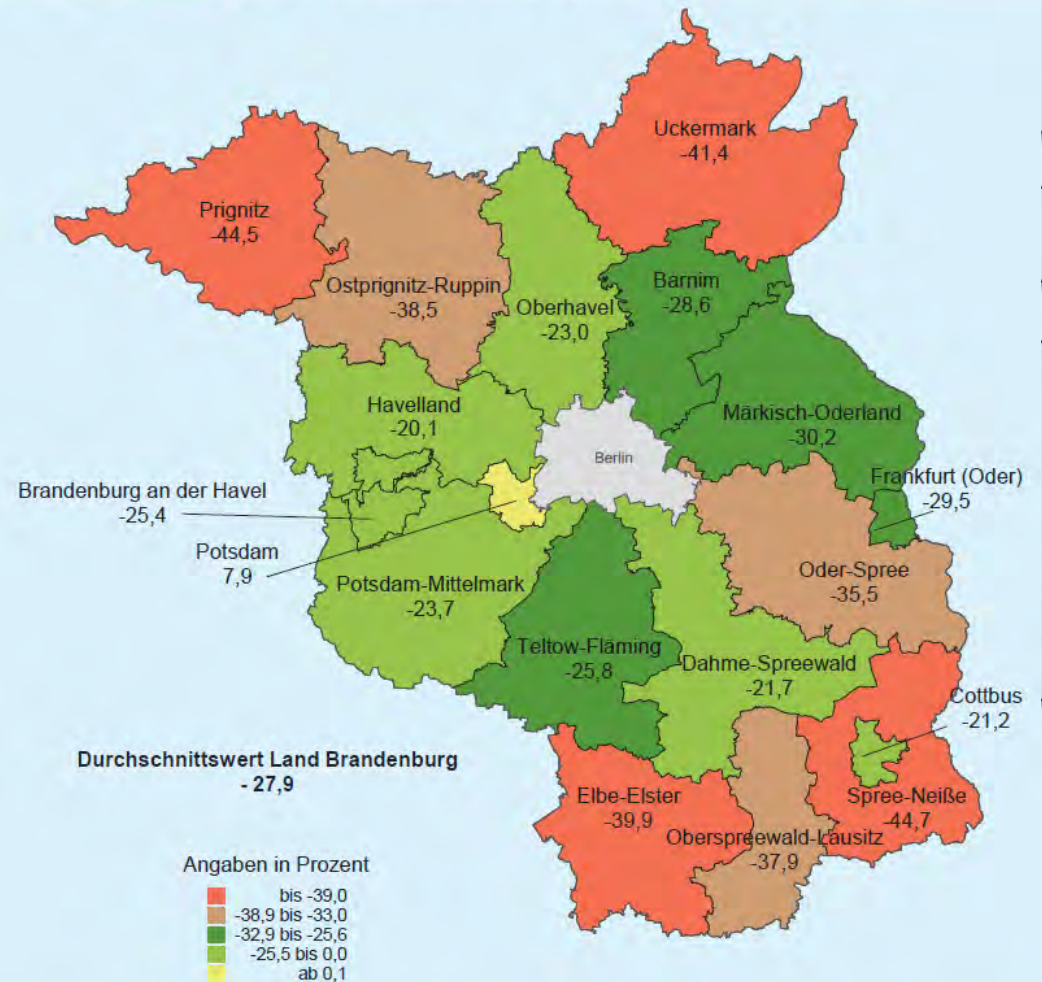 Uckermark
-41,4
Prignitz
-44,5
Ostprignitz-Ruppin
-38,5
Oberhavel
-23,0
Barnim
-28,6
Havelland
-20,1
Märkisch-Oderland
-30,2
Berlin
Frankfurt (Oder)
-29,5
Brandenburg an der Havel
-25,4
Potsdam
7,9
Potsdam-Mittelmark
-23,7
Oder-Spree
-35,5
Teltow-Fläming
-25,8
Dahme-Spreewald
-21,7
Cottbus
-21,2
Durchschnittswert Land Brandenburg
- 27,9
Elbe-Elster
-39,9
Spree-Neiße
-44,7
Oberspreewald-Lausitz
-37,9
Angaben in Prozent
bis -39,0
-38,9 bis -33,0
-32,9 bis -25,6
-25,5 bis 0,0
ab 0,1